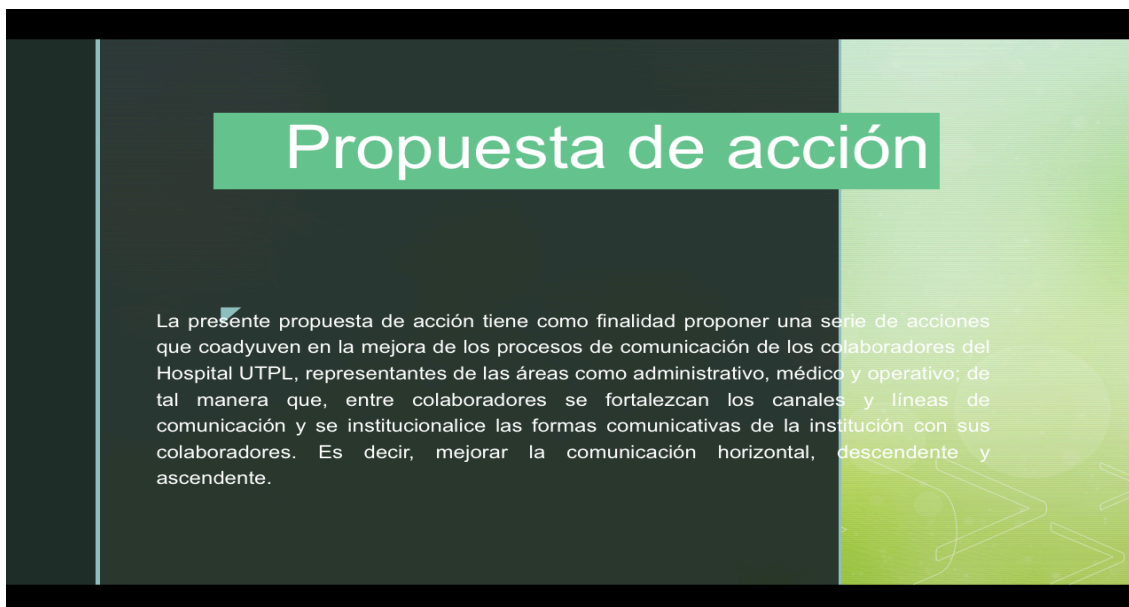 Propuesta de acción
La presente propuesta de acción tiene como finalidad proponer una serie de acciones
que coadyuven en la mejora de los procesos de comunicación de los colaboradores del
Hospital UTPL, representantes de las áreas como administrativo, médico y operativo; de
tal manera que, entre colaboradores se fortalezcan los canales y líneas de
comunicación y se institucionalice las formas comunicativas de la institución con sus
colaboradores. Es decir, mejorar la comunicación horizontal, descendente y
ascendente.